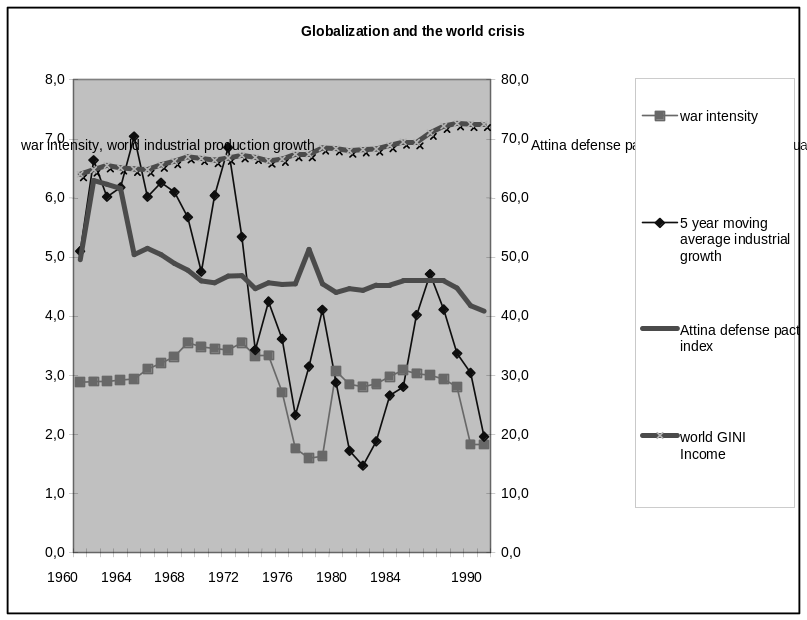 Globalization and the world crisis
8,0
7,0
6,0
5,0
4,0
3,0
2,0
1,0
0,0
war intensity, world industrial production growth
80,0
70,0
60,0
50,0
40,0
30,0
20,0
10,0
0,0
Attina defense pa
ua
1960 1964 1968 1972 1976 1980 1984 1990
war intensity
5 year moving
average industrial
growth
Attina defense pact
index
world GINI
Income